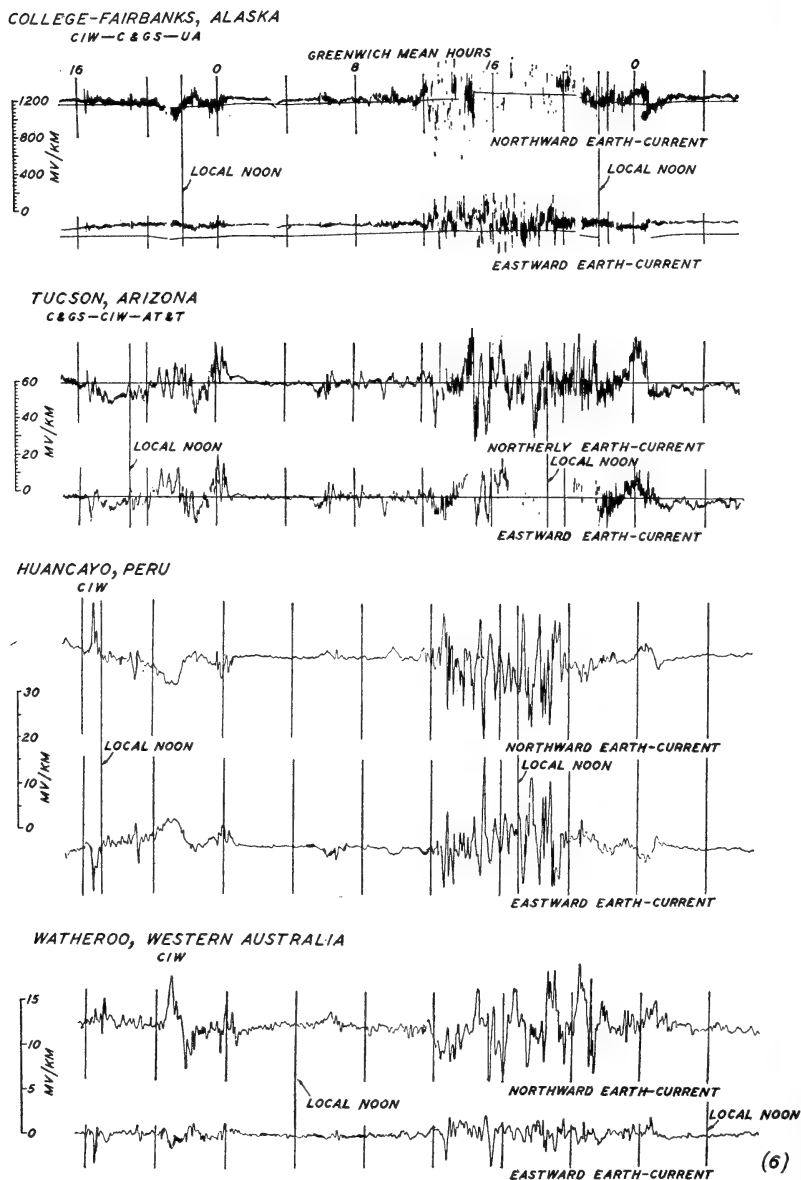 COLLEGE-FAIRBANKS, ALASKA
CIW-C & GS-UA
GREENWICH MEAN HOURS
16 0 8 16 0
1200
800
400
0
MV/KM
NORTHWARD EARTH-CURRENT
LOCAL NOON
LOCAL NOON
EASTWARD EARTH-CURRENT
TUCSON, ARIZONA
C&GS-CIW-AT&T
60
40
20
0
MV/KM
LOCAL NOON
NORTHERLY EARTH-CURRENT
LOCAL NOON
EASTWARD EARTH-CURRENT
HUANCAYO, PERU
CIW
30
20
10
0
MV/KM
LOCAL NOON
NORTHWARD EARTH-CURRENT
LOCAL NOON
EASTWARD EARTH-CURRENT
WATHEROO, WESTERN AUSTRALIA
CIW
15
10
5
0
MV/KM
NORTHWARD EARTH-CURRENT
LOCAL NOON
LOCAL NOON
EASTWARD EARTH-CURRENT
(6)